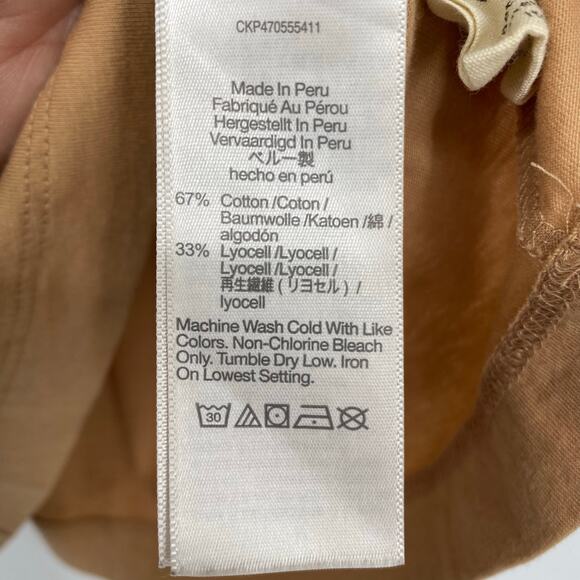 CKP470555411
Made In Peru
Fabriqué Au Pérou
Hergestellt In Peru
Vervaardigd In Peru
ペルー製
hecho en perú
67% Cotton /Coton /
Baumwolle /Katoen /綿 /
algodón
33% Lyocell /Lyocell /
Lyocell /Lyocell /
再生繊維 ( リヨセル ) /
lyocell
Machine Wash Cold With Like
Colors. Non-Chlorine Bleach
Only. Tumble Dry Low. Iron
On Lowest Setting.
30